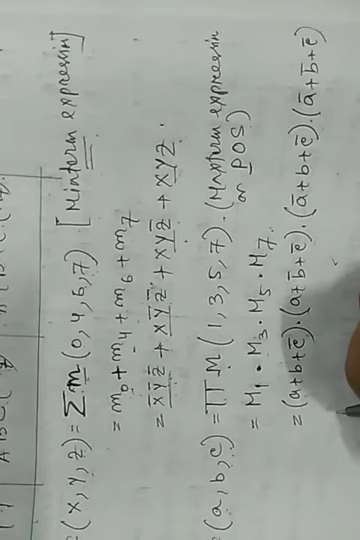 A B C
= (x, y, z) = Σm (0, 4, 6, 7) [Minterm expression]
= m₀ + m₄ + m₆ + m₇
= x̄ȳz̄ + xȳz̄ + xyz̄ + xyz.
= (a, b, c) = ΠM (1, 3, 5, 7). (Maxterm expression
or POS)
= M₁ . M₃ . M₅ . M₇
= (a+b+c̄).(a+b̄+c̄).(ā+b+c̄).(ā+b̄+c̄)